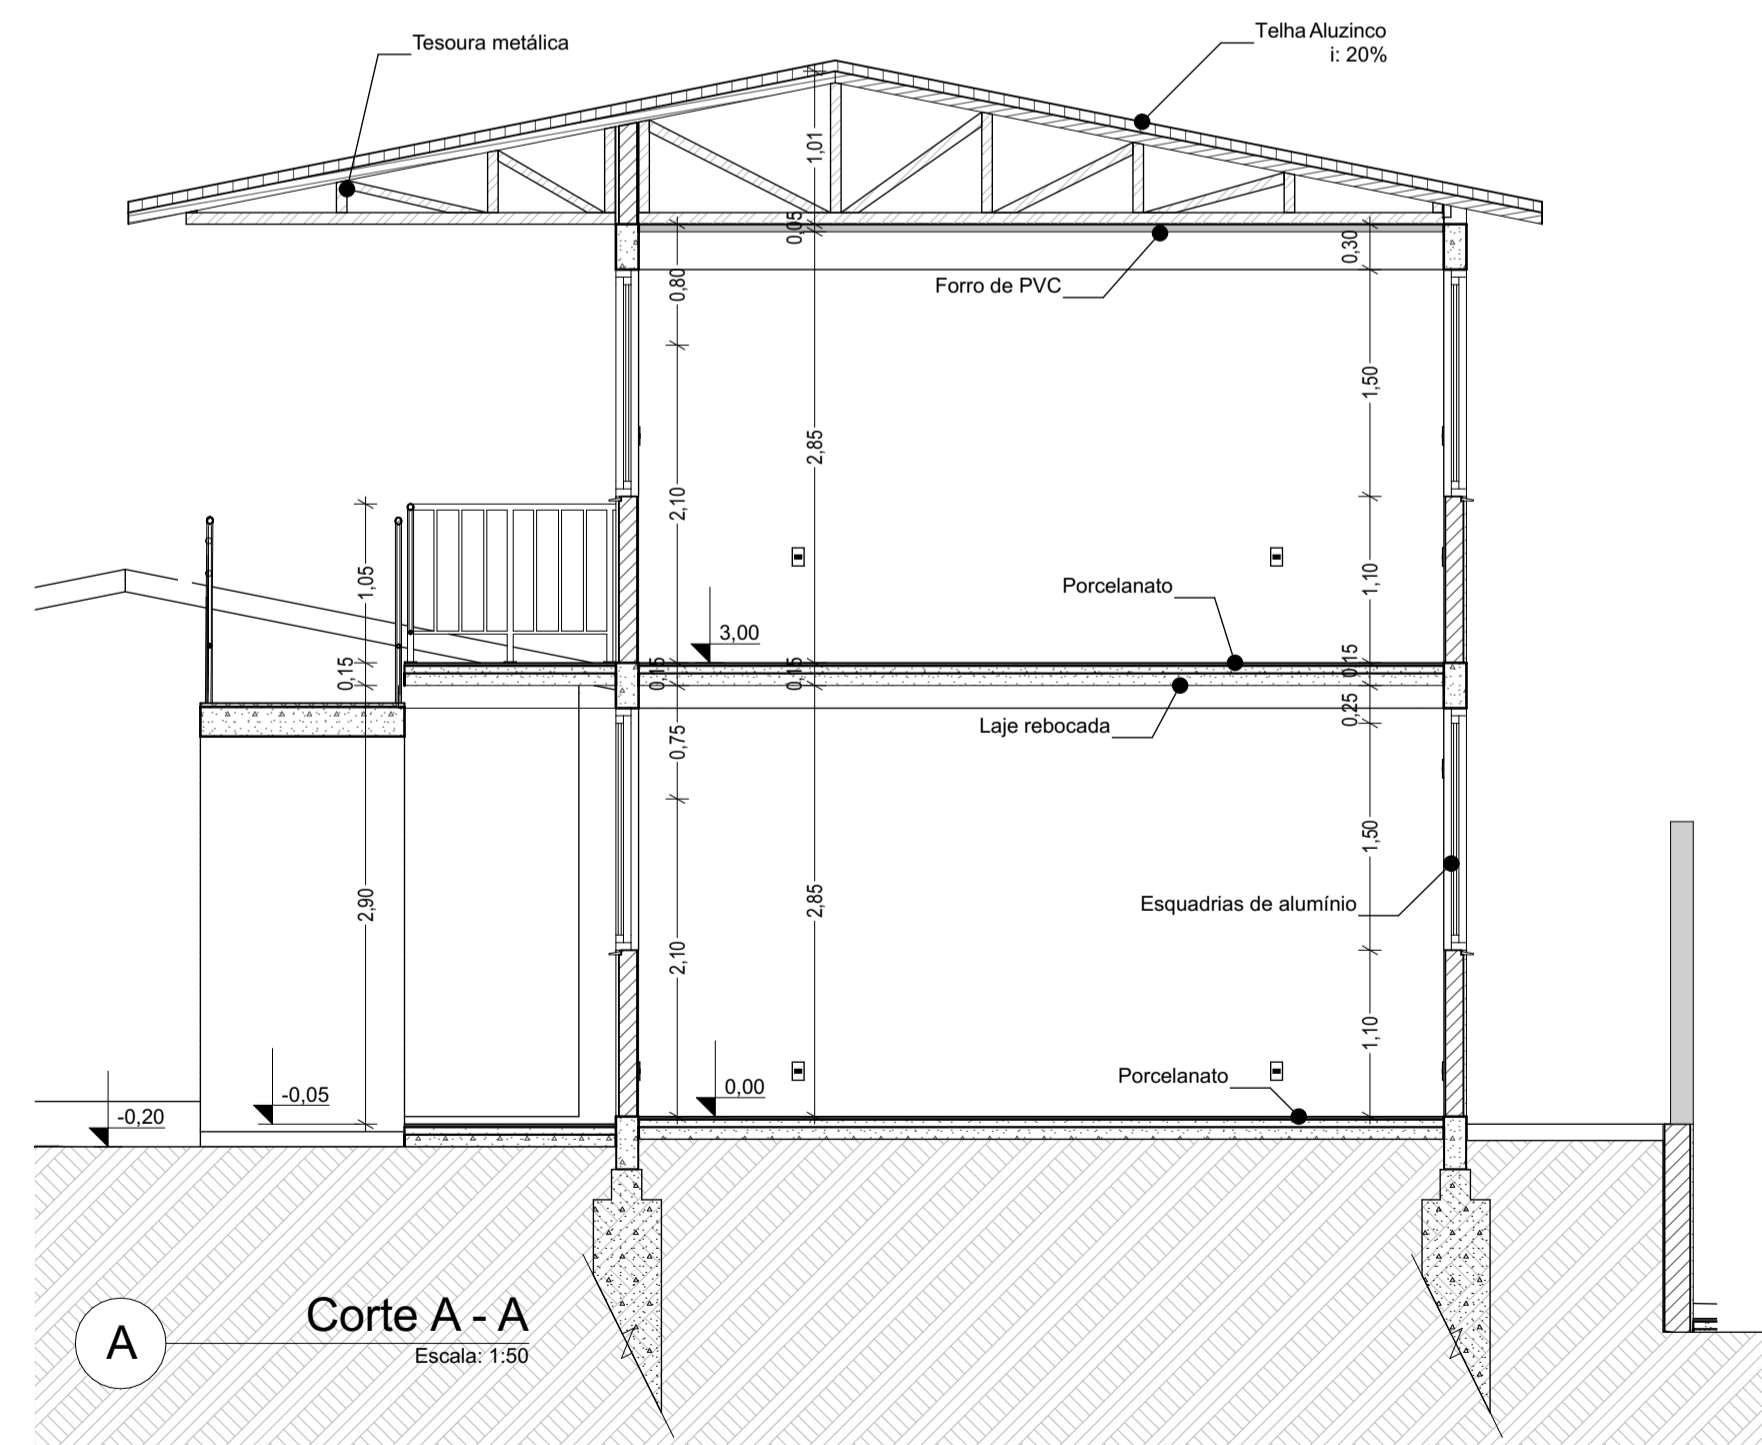 Tesoura metálica
Telha Aluzinco
i: 20%
1,01
0,05
0,30
0,80
Forro de PVC
1,50
2,85
2,10
1,05
1,10
Porcelanato
3,00
0,15
0,15
0,15
0,15
0,25
Laje rebocada
0,75
1,50
2,90
2,85
Esquadrias de alumínio
2,10
1,10
Porcelanato
0,00
-0,05
-0,20
A
Corte A - A
Escala: 1:50